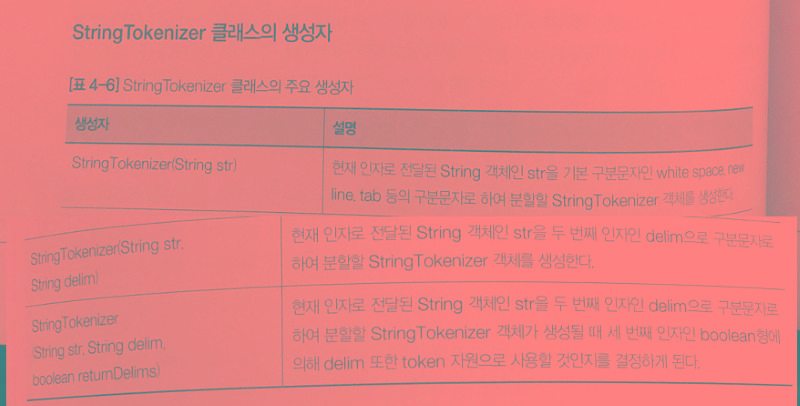 StringTokenizer 클래스의 생성자
[표 4-6] StringTokenizer 클래스의 주요 생성자
생성자 설명
StringTokenizer(String str) 현재 인자로 전달된 String 객체인 str을 기본 구분문자인 white space, new
line, tab 등의 구분문자로 하여 분할할 StringTokenizer 객체를 생성한다.
StringTokenizer(String str, 현재 인자로 전달된 String 객체인 str을 두 번째 인자인 delim으로 구분문자로
String delim) 하여 분할할 StringTokenizer 객체를 생성한다.
StringTokenizer 현재 인자로 전달된 String 객체인 str을 두 번째 인자인 delim으로 구분문자로
(String str, String delim, 하여 분할할 StringTokenizer 객체가 생성될 때 세 번째 인자인 boolean형에
boolean returnDelims) 의해 delim 또한 token 자원으로 사용할 것인지를 결정하게 된다.